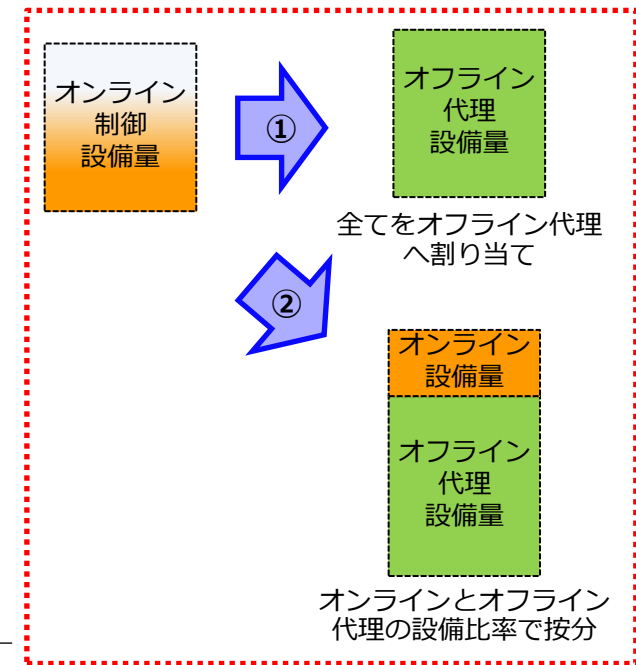 オンライン
制御
設備量
①
オフライン
代理
設備量
全てをオフライン代理
へ割り当て
②
オンライン
設備量
オフライン
代理
設備量
オンラインとオフライン
代理の設備比率で按分